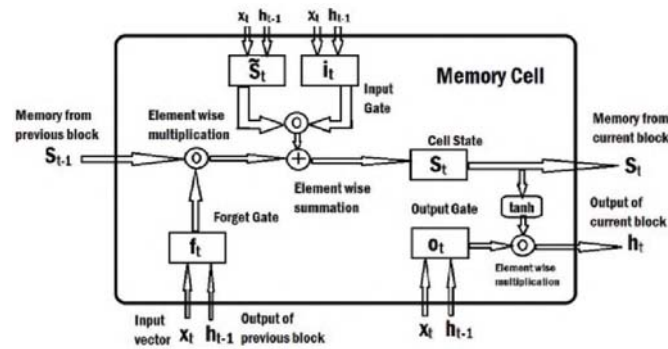 xₜ hₜ₋₁
xₜ hₜ₋₁
S̃ₜ
iₜ
Memory Cell
Input
Gate
Memory from
previous block
Sₜ₋₁
Element wise
multiplication
Element wise
summation
Cell State
Sₜ
Memory from
current block
Sₜ
tanh
Forget Gate
fₜ
Output Gate
oₜ
Output of
current block
hₜ
Element wise
multiplication
Input
vector
xₜ hₜ₋₁
Output of
previous block
xₜ hₜ₋₁